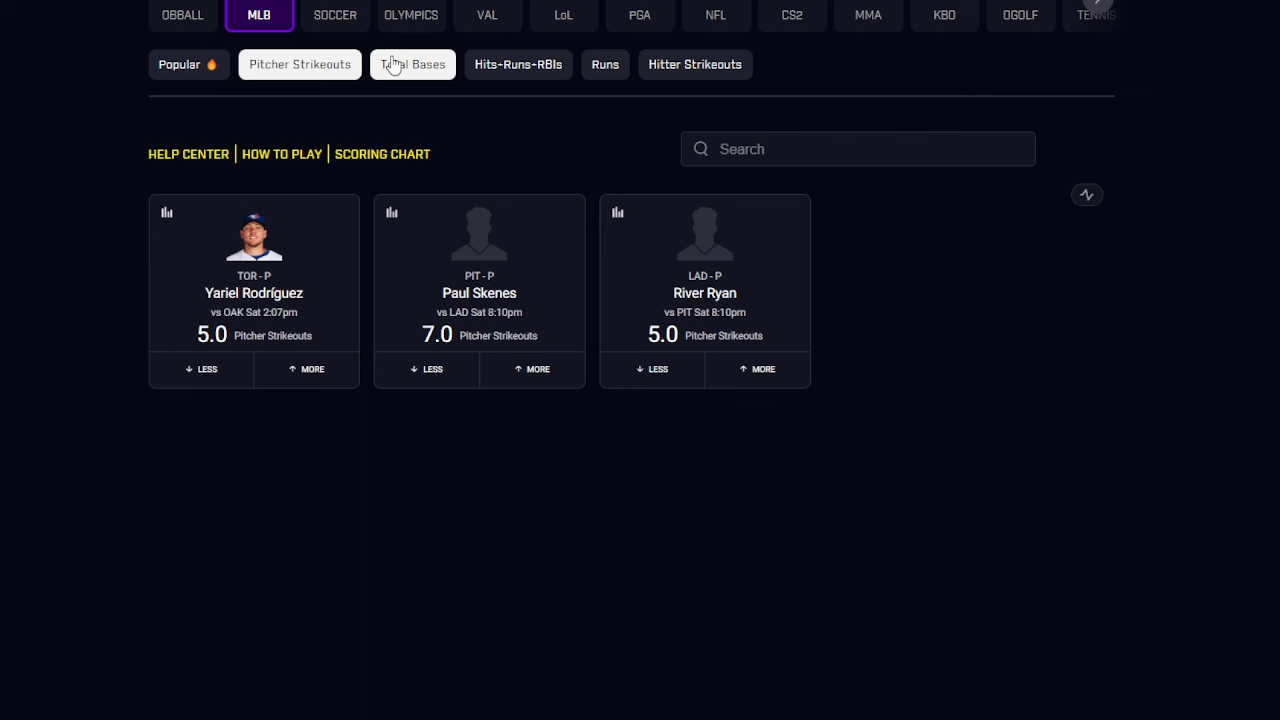 OBBALL MLB SOCCER OLYMPICS VAL LoL PGA NFL CS2 MMA KBO OGOLF TENNIS
Popular Pitcher Strikeouts Total Bases Hits+Runs+RBIs Runs Hitter Strikeouts
HELP CENTER | HOW TO PLAY | SCORING CHART
Search
TOR - P
Yariel Rodríguez
vs OAK Sat 2:07pm
5.0 Pitcher Strikeouts
LESS MORE
PIT - P
Paul Skenes
vs LAD Sat 8:10pm
7.0 Pitcher Strikeouts
LESS MORE
LAD - P
River Ryan
vs PIT Sat 8:10pm
5.0 Pitcher Strikeouts
LESS MORE